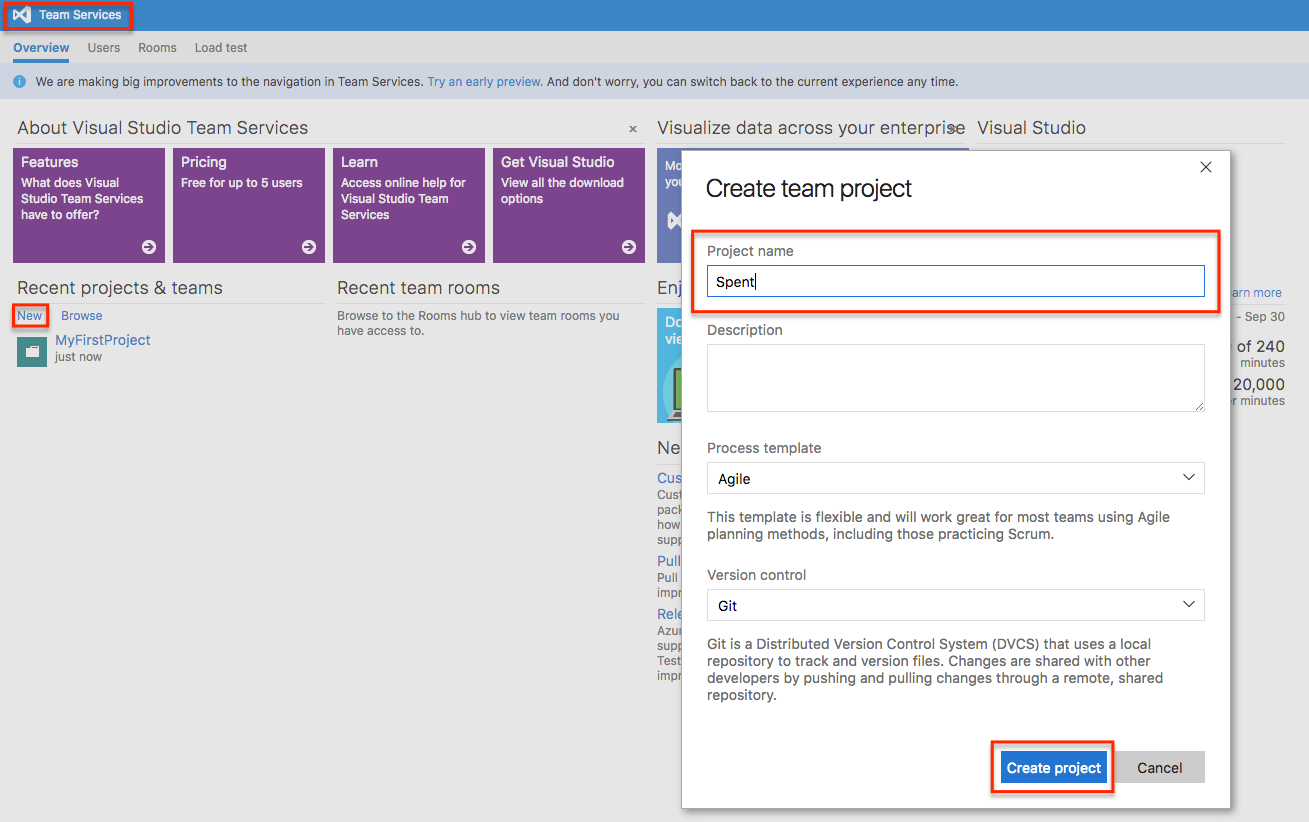 Team Services
Overview Users Rooms Load test
We are making big improvements to the navigation in Team Services. Try an early preview. And don't worry, you can switch back to the current experience any time.
About Visual Studio Team Services
Features
What does Visual
Studio Team Services
have to offer?
Pricing
Free for up to 5 users
Learn
Access online help for
Visual Studio Team
Services
Get Visual Studio
View all the download
options
Recent projects & teams
New Browse
MyFirstProject
just now
Recent team rooms
Browse to the Rooms hub to view team rooms you
have access to.
Visualize data across your enterprise
Visual Studio
Mo
you
Enj
Do
vie
Ne
Cus
Cust
pack
how
supp
Pull
Pull
impr
Rele
Azur
supp
Test
impr
arn more
- Sep 30
of 240
minutes
20,000
r minutes
Create team project
Project name
Spent
Description
Process template
Agile
This template is flexible and will work great for most teams using Agile
planning methods, including those practicing Scrum.
Version control
Git
Git is a Distributed Version Control System (DVCS) that uses a local
repository to track and version files. Changes are shared with other
developers by pushing and pulling changes through a remote, shared
repository.
Create project Cancel